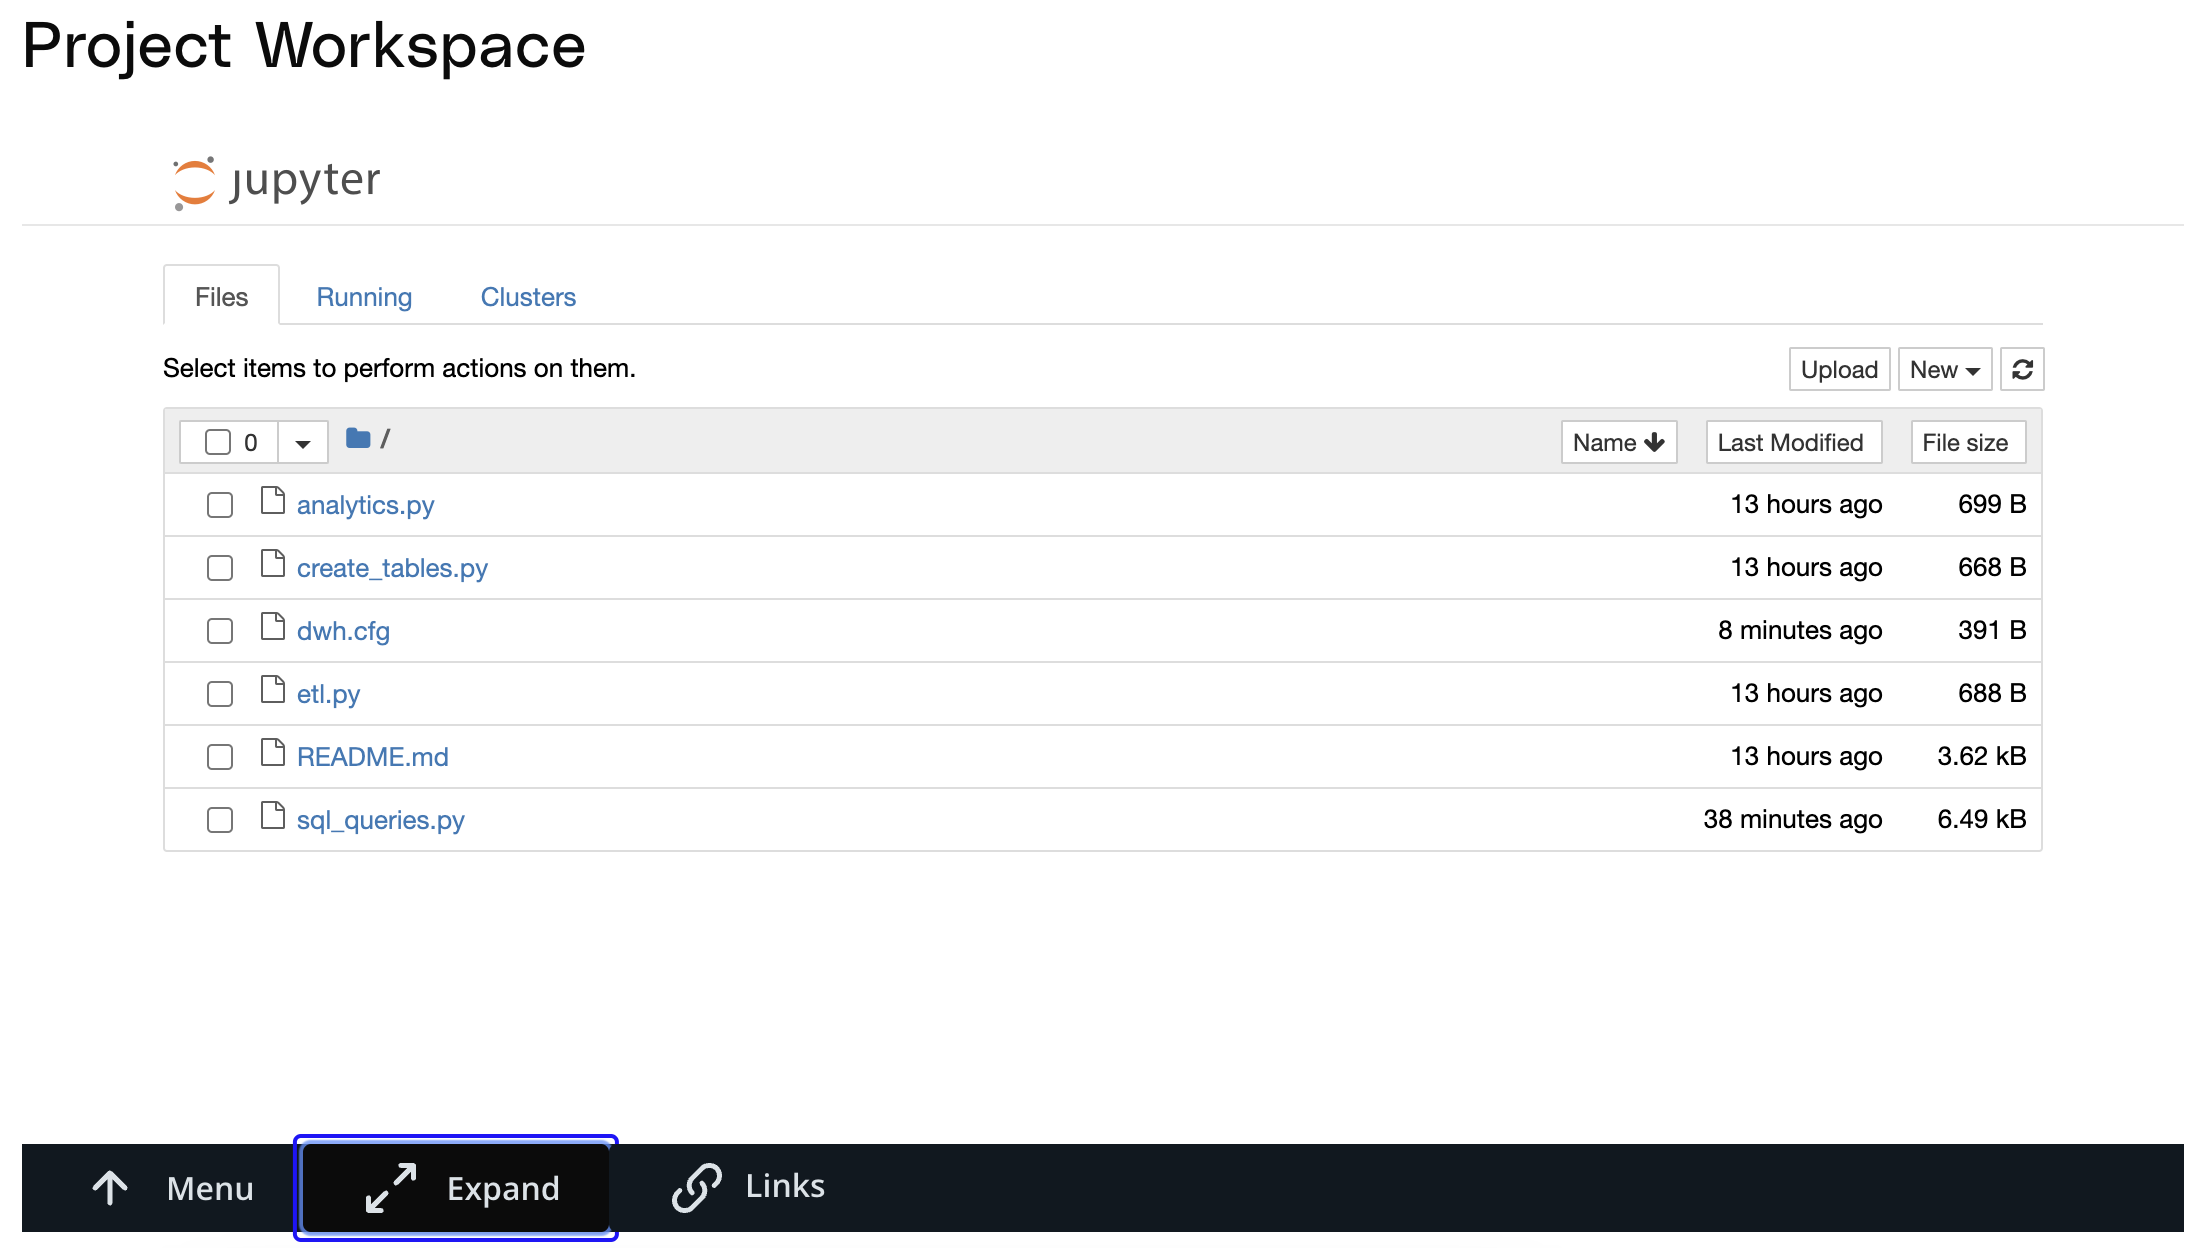 Project Workspace
jupyter
Files Running Clusters
Select items to perform actions on them. Upload New
0 / Name Last Modified File size
analytics.py 13 hours ago 699 B
create_tables.py 13 hours ago 668 B
dwh.cfg 8 minutes ago 391 B
etl.py 13 hours ago 688 B
README.md 13 hours ago 3.62 kB
sql_queries.py 38 minutes ago 6.49 kB
Menu Expand Links